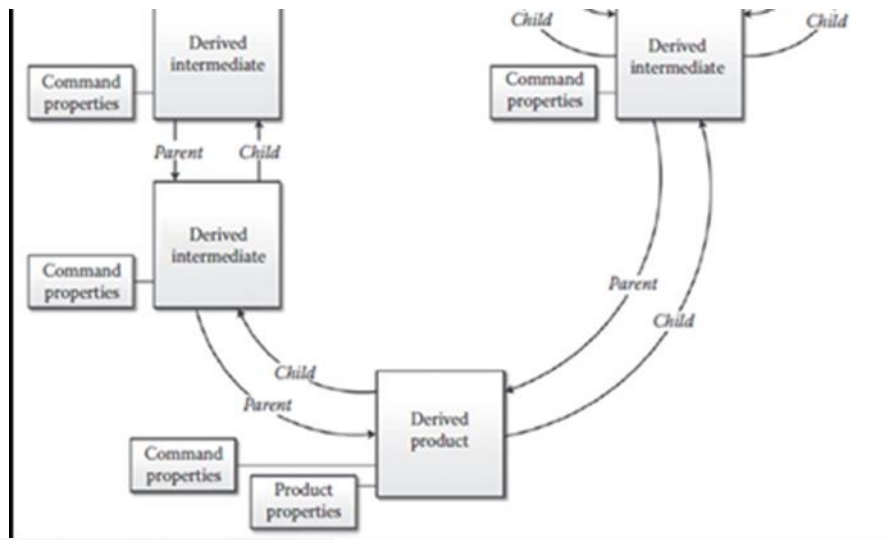 Child
Child
Derived
intermediate
Derived
intermediate
Command
properties
Command
properties
Parent
Child
Derived
intermediate
Command
properties
Parent
Child
Child
Parent
Derived
product
Command
properties
Product
properties